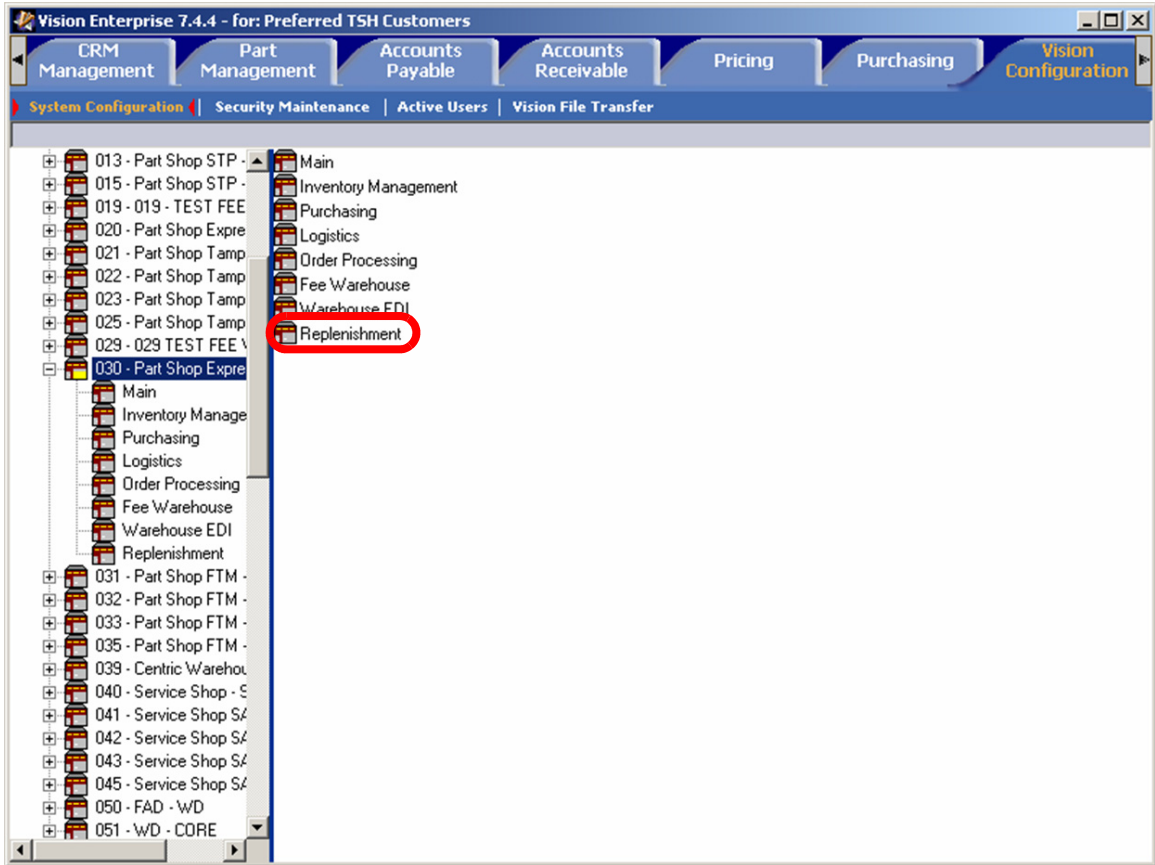 Vision Enterprise 7.4.4 - for: Preferred TSH Customers
CRM Management
Part Management
Accounts Payable
Accounts Receivable
Pricing
Purchasing
Vision Configuration
System Configuration | Security Maintenance | Active Users | Vision File Transfer
013 - Part Shop STP -
015 - Part Shop STP -
019 - 019 - TEST FEE
020 - Part Shop Expre
021 - Part Shop Tamp
022 - Part Shop Tamp
023 - Part Shop Tamp
025 - Part Shop Tamp
029 - 029 TEST FEE
030 - Part Shop Expre
Main
Inventory Manage
Purchasing
Logistics
Order Processing
Fee Warehouse
Warehouse EDI
Replenishment
031 - Part Shop FTM -
032 - Part Shop FTM -
033 - Part Shop FTM -
035 - Part Shop FTM -
039 - Centric Warehou
040 - Service Shop - S
041 - Service Shop SA
042 - Service Shop SA
043 - Service Shop SA
045 - Service Shop SA
050 - FAD - WD
051 - WD - CORE
Main
Inventory Management
Purchasing
Logistics
Order Processing
Fee Warehouse
Warehouse EDI
Replenishment